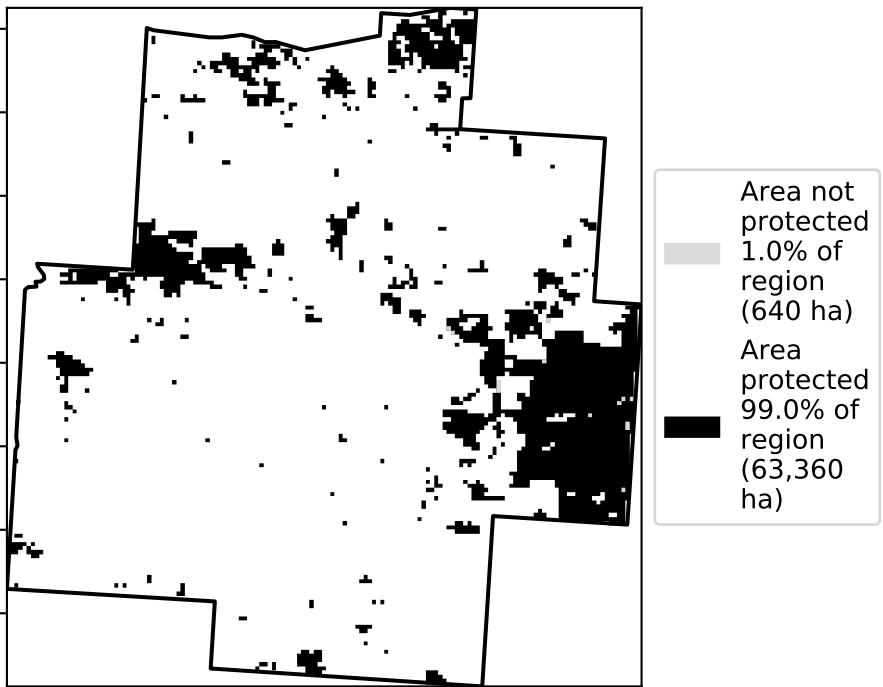 Area not
protected
1.0% of
region
(640 ha)
Area
protected
99.0% of
region
(63,360
ha)